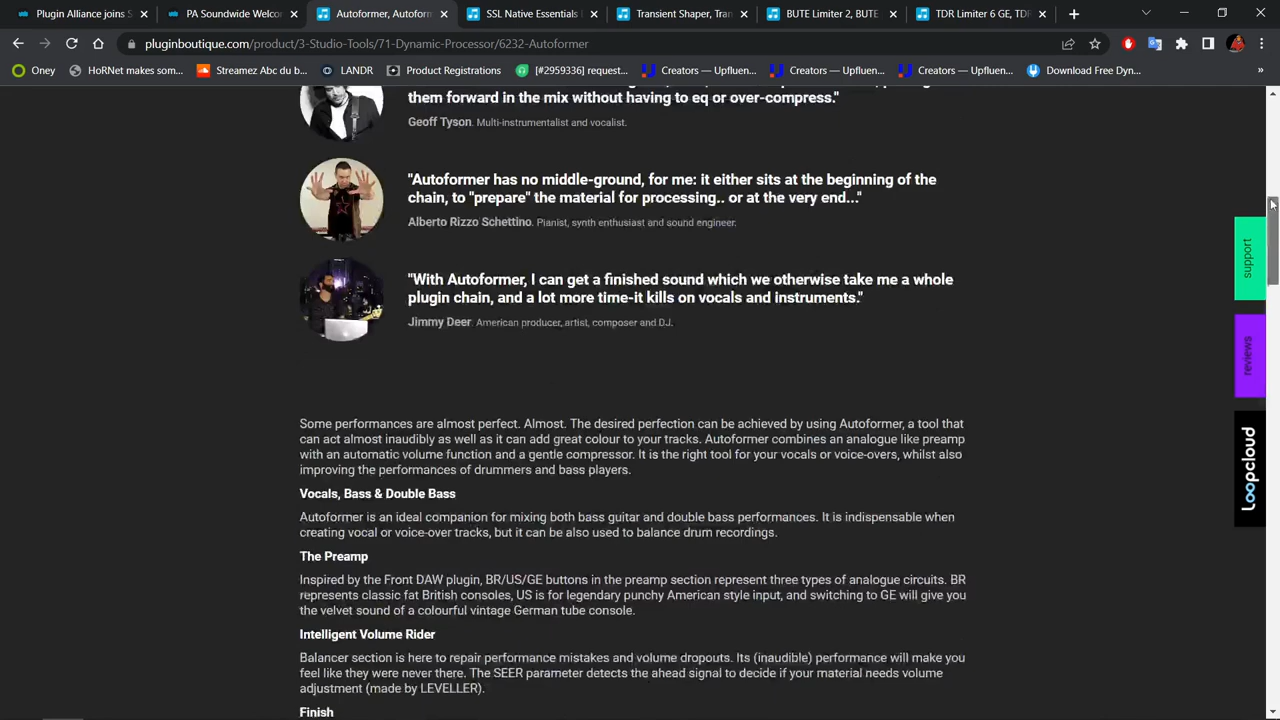 Plugin Alliance joins S
PA Soundwide Welco
Autoformer, Autoforn
SSL Native Essentials E
Transient Shaper, Tran
BUTE Limiter 2, BUTE
TDR Limiter 6 GE, TDR
pluginboutique.com/product/3-Studio-Tools/71-Dynamic-Processor/6232-Autoformer
Oney
HoRNet makes som...
Streamez Abc du b...
LANDR
Product Registrations
[#2959336] request...
Creators — Upfluen...
Creators — Upfluen...
Creators — Upfluen...
Download Free Dyn...
»
them forward in the mix without having to eq or over-compress."
Geoff Tyson. Multi-instrumentalist and vocalist.
"Autoformer has no middle-ground, for me: it either sits at the beginning of the
chain, to "prepare" the material for processing.. or at the very end..."
Alberto Rizzo Schettino. Pianist, synth enthusiast and sound engineer.
"With Autoformer, I can get a finished sound which we otherwise take me a whole
plugin chain, and a lot more time-it kills on vocals and instruments."
Jimmy Deer. American producer, artist, composer and DJ.
Some performances are almost perfect. Almost. The desired perfection can be achieved by using Autoformer, a tool that
can act almost inaudibly as well as it can add great colour to your tracks. Autoformer combines an analogue like preamp
with an automatic volume function and a gentle compressor. It is the right tool for your vocals or voice-overs, whilst also
improving the performances of drummers and bass players.
Vocals, Bass & Double Bass
Autoformer is an ideal companion for mixing both bass guitar and double bass performances. It is indispensable when
creating vocal or voice-over tracks, but it can be also used to balance drum recordings.
The Preamp
Inspired by the Front DAW plugin, BR/US/GE buttons in the preamp section represent three types of analogue circuits. BR
represents classic fat British consoles, US is for legendary punchy American style input, and switching to GE will give you
the velvet sound of a colourful vintage German tube console.
Intelligent Volume Rider
Balancer section is here to repair performance mistakes and volume dropouts. Its (inaudible) performance will make you
feel like they were never there. The SEER parameter detects the ahead signal to decide if your material needs volume
adjustment (made by LEVELLER).
Finish
support
reviews
Loopcloud